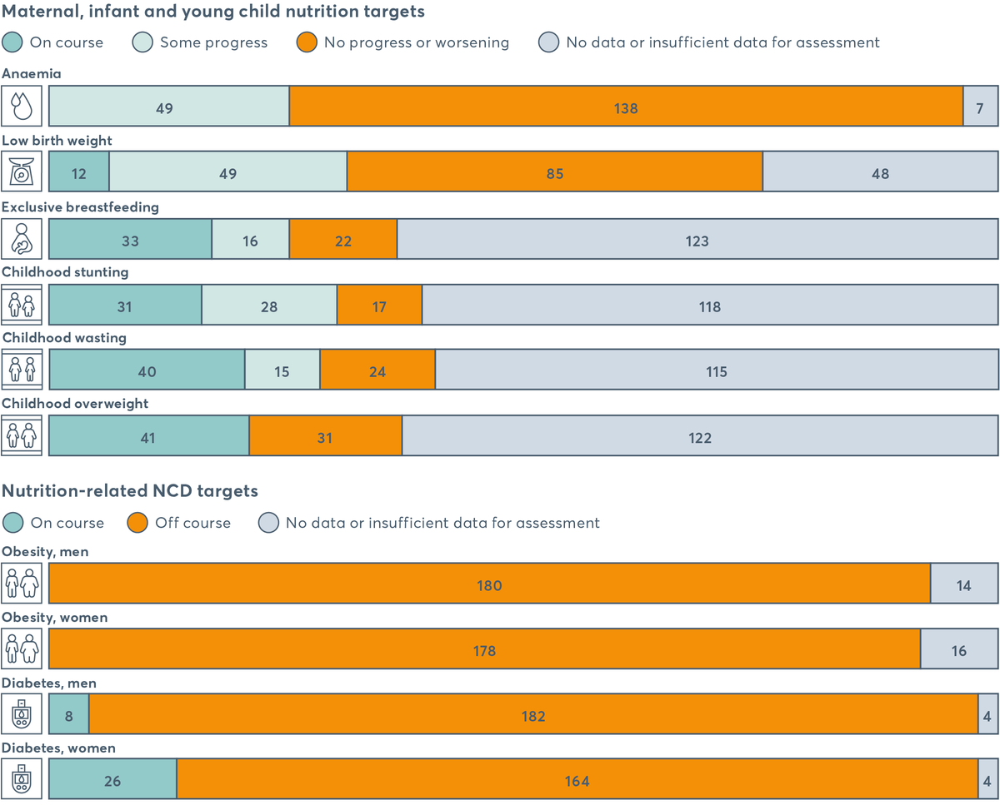 Maternal, infant and young child nutrition targets
On course Some progress No progress or worsening No data or insufficient data for assessment
Anaemia
49 138 7
Low birth weight
12 49 85 48
Exclusive breastfeeding
33 16 22 123
Childhood stunting
31 28 17 118
Childhood wasting
40 15 24 115
Childhood overweight
41 31 122
Nutrition-related NCD targets
On course Off course No data or insufficient data for assessment
Obesity, men
180 14
Obesity, women
178 16
Diabetes, men
8 182 4
Diabetes, women
26 164 4